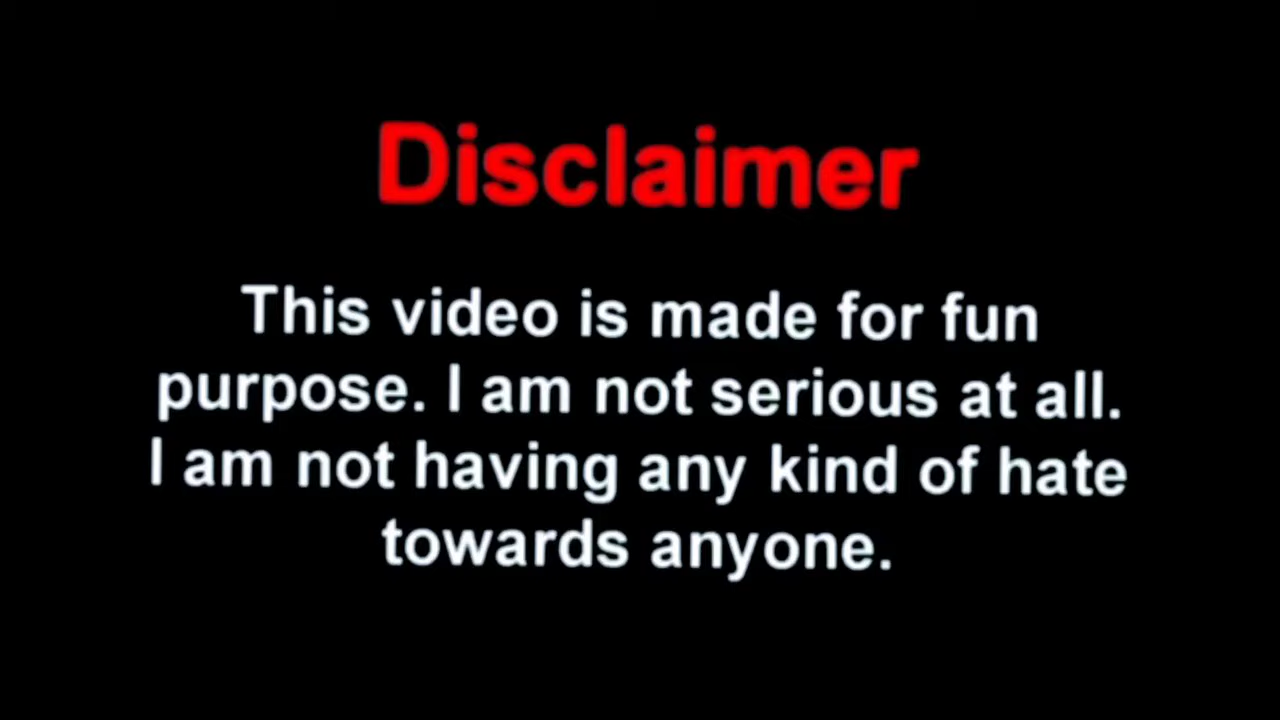 Disclaimer
This video is made for fun
purpose. I am not serious at all.
I am not having any kind of hate
towards anyone.